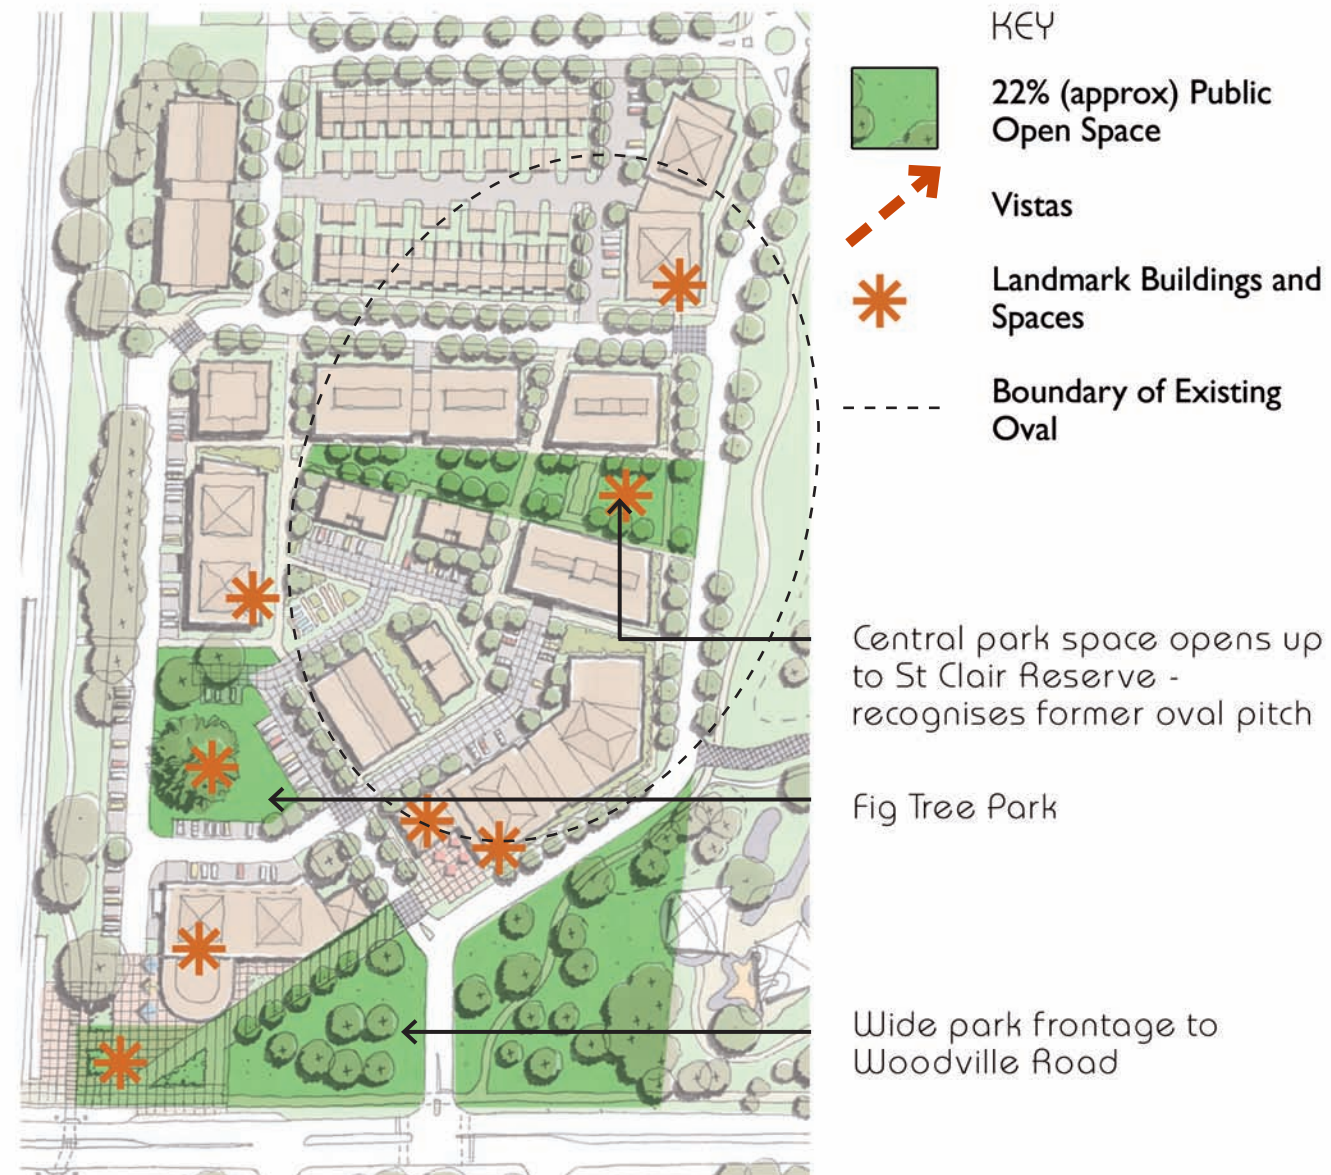 KEY
22% (approx) Public
Open Space
Vistas
Landmark Buildings and
Spaces
Boundary of Existing
Oval
Central park space opens up
to St Clair Reserve -
recognises former oval pitch
Fig Tree Park
Wide park frontage to
Woodville Road